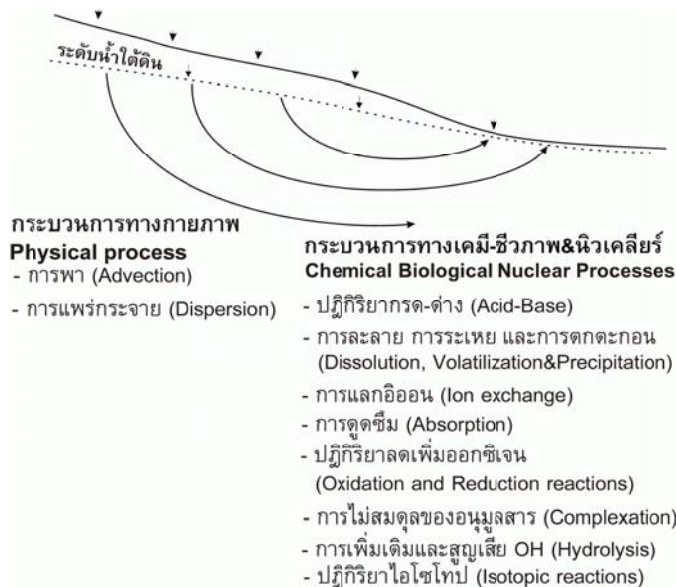 ระดับน้ำใต้ดิน
กระบวนการทางกายภาพ
Physical process
- การพา (Advection)
- การแพร่กระจาย (Dispersion)
กระบวนการทางเคมี-ชีวภาพ&นิวเคลียร์
Chemical Biological Nuclear Processes
- ปฎิกิริยากรด-ด่าง (Acid-Base)
- การละลาย การระเหย และการตกตะกอน
(Dissolution, Volatilization&Precipitation)
- การแลกอิออน (Ion exchange)
- การดูดซึม (Absorption)
- ปฎิกิริยาลดเพิ่มออกซิเจน
(Oxidation and Reduction reactions)
- การไม่สมดุลของอนุมูลสาร (Complexation)
- การเพิ่มเติมและสูญเสีย OH (Hydrolysis)
- ปฎิกิริยาไอโซโทป (Isotopic reactions)